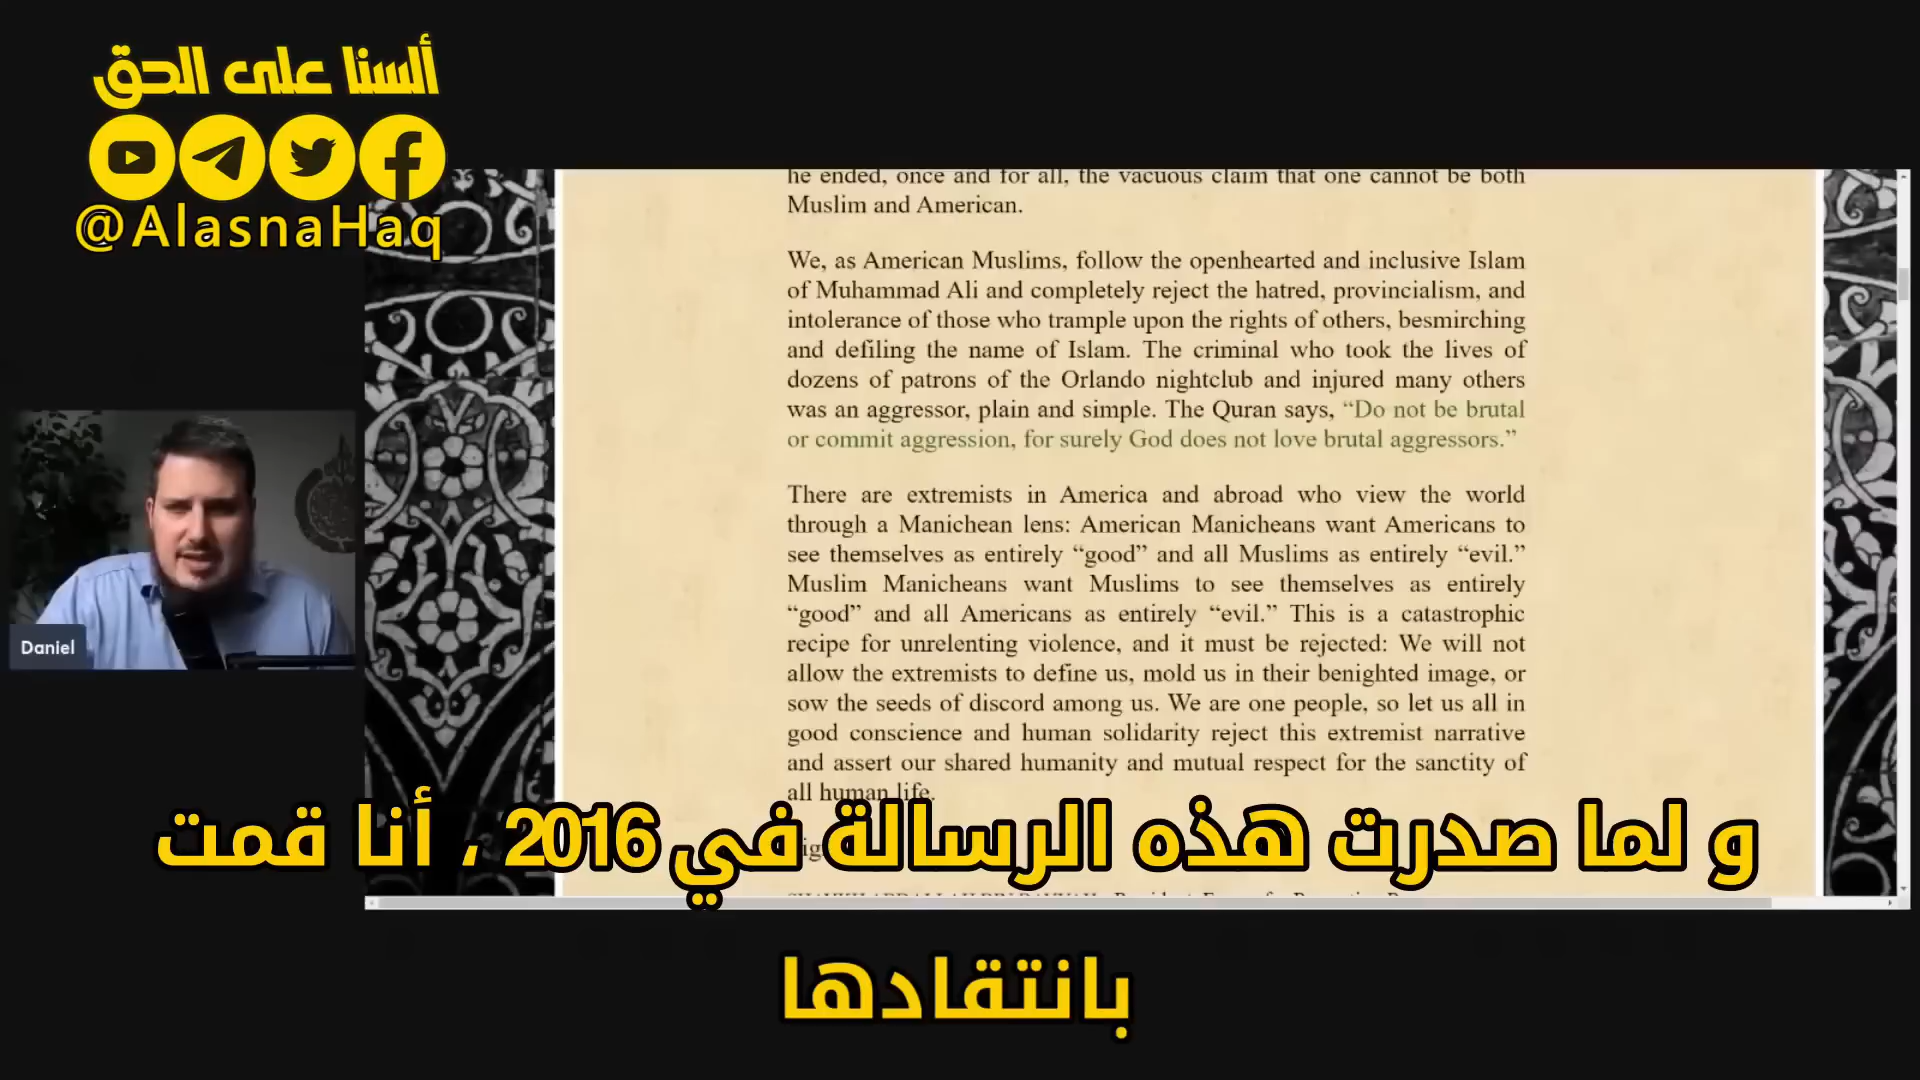 ألسنا على الحق
@AlasnaHaq
he ended, once and for all, the vacuous claim that one cannot be both
Muslim and American.
We, as American Muslims, follow the openhearted and inclusive Islam
of Muhammad Ali and completely reject the hatred, provincialism, and
intolerance of those who trample upon the rights of others, besmirching
and defiling the name of Islam. The criminal who took the lives of
dozens of patrons of the Orlando nightclub and injured many others
was an aggressor, plain and simple. The Quran says, “Do not be brutal
or commit aggression, for surely God does not love brutal aggressors.”
There are extremists in America and abroad who view the world
through a Manichean lens: American Manicheans want Americans to
see themselves as entirely “good” and all Muslims as entirely “evil.”
Muslim Manicheans want Muslims to see themselves as entirely
“good” and all Americans as entirely “evil.” This is a catastrophic
recipe for unrelenting violence, and it must be rejected: We will not
allow the extremists to define us, mold us in their benighted image, or
sow the seeds of discord among us. We are one people, so let us all in
good conscience and human solidarity reject this extremist narrative
and assert our shared humanity and mutual respect for the sanctity of
all human life.
Daniel
و لما صدرت هذه الرسالة في 2016 ، أنا قمت
بانتقادها